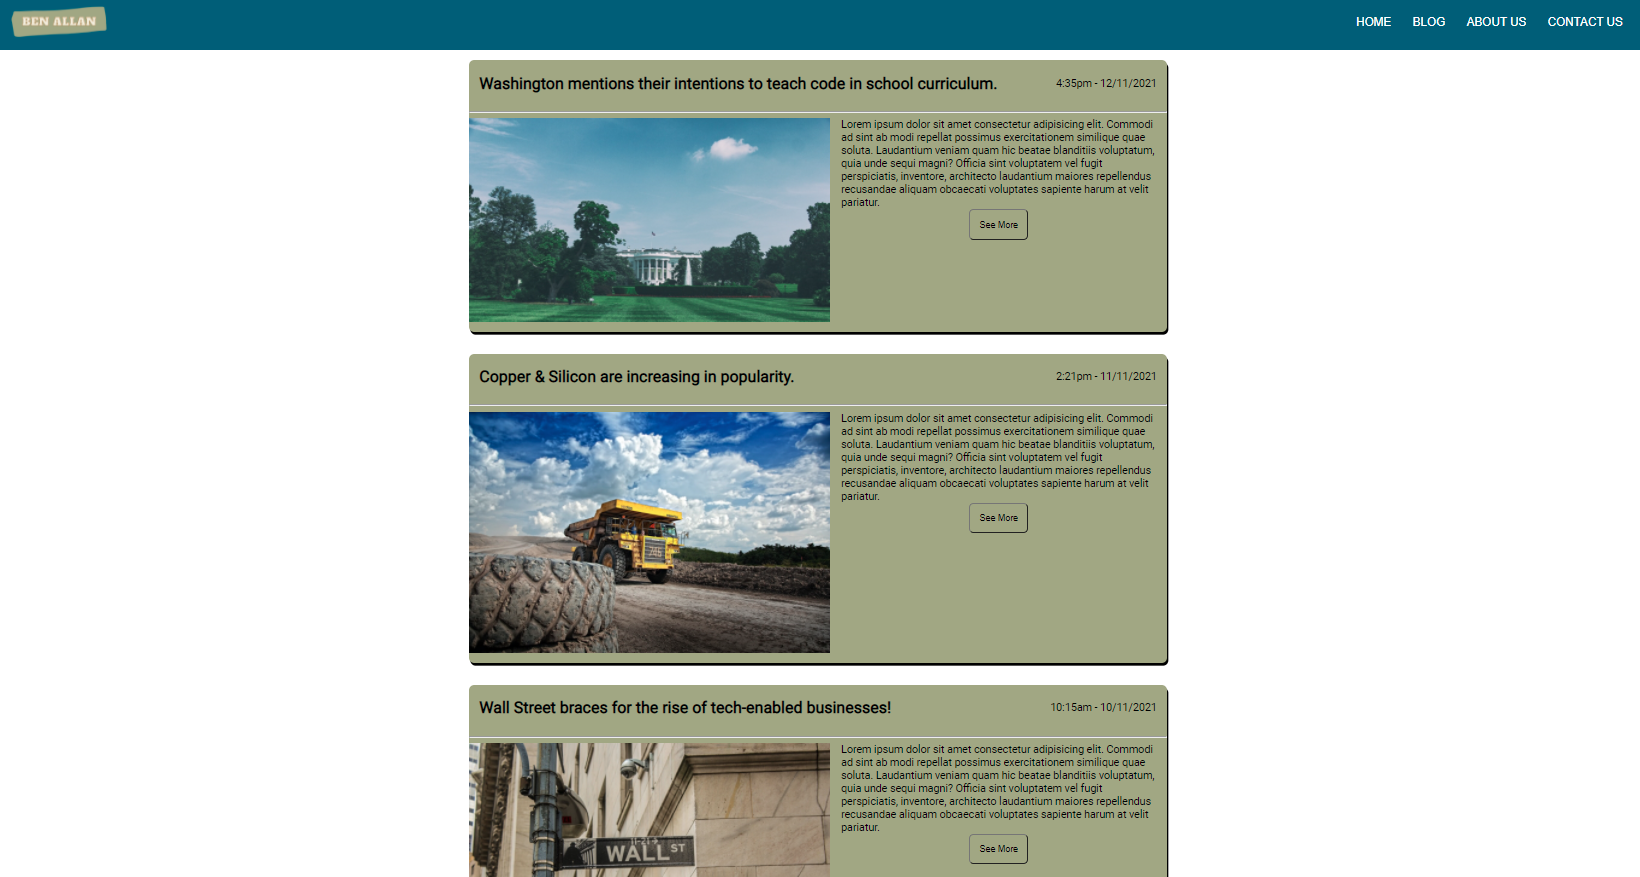 BEN ALLAN
HOME BLOG ABOUT US CONTACT US
Washington mentions their intentions to teach code in school curriculum.
4:35pm - 12/11/2021
Lorem ipsum dolor sit amet consectetur adipisicing elit. Commodi
ad sint ab modi repellat possimus exercitationem similique quae
soluta. Laudantium veniam quam hic beatae blanditiis voluptatum,
quia unde sequi magni? Officia sint voluptatem vel fugit
perspiciatis, inventore, architecto laudantium maiores repellendus
recusandae aliquam obcaecati voluptates sapiente harum at velit
pariatur.
See More
Copper & Silicon are increasing in popularity.
2:21pm - 11/11/2021
745
Lorem ipsum dolor sit amet consectetur adipisicing elit. Commodi
ad sint ab modi repellat possimus exercitationem similique quae
soluta. Laudantium veniam quam hic beatae blanditiis voluptatum,
quia unde sequi magni? Officia sint voluptatem vel fugit
perspiciatis, inventore, architecto laudantium maiores repellendus
recusandae aliquam obcaecati voluptates sapiente harum at velit
pariatur.
See More
Wall Street braces for the rise of tech-enabled businesses!
10:15am - 10/11/2021
WALL ST
Lorem ipsum dolor sit amet consectetur adipisicing elit. Commodi
ad sint ab modi repellat possimus exercitationem similique quae
soluta. Laudantium veniam quam hic beatae blanditiis voluptatum,
quia unde sequi magni? Officia sint voluptatem vel fugit
perspiciatis, inventore, architecto laudantium maiores repellendus
recusandae aliquam obcaecati voluptates sapiente harum at velit
pariatur.
See More